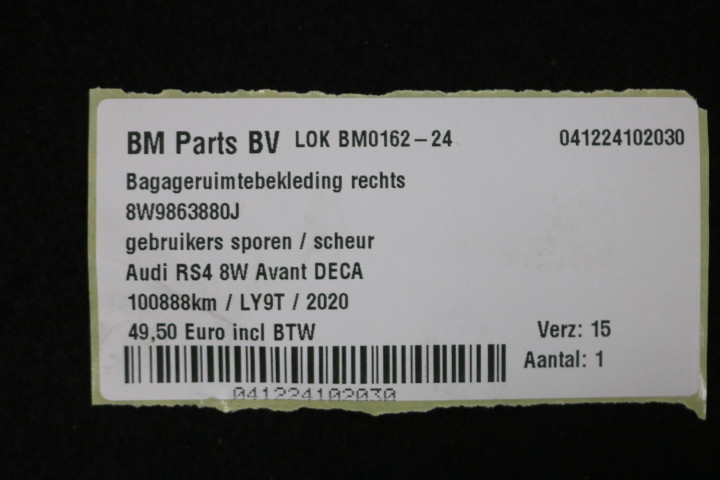 BM Parts BV LOK BM0162-24 041224102030
Bagageruimtebekleding rechts
8W9863880J
gebruikers sporen / scheur
Audi RS4 8W Avant DECA
100888km / LY9T / 2020
49,50 Euro incl BTW Verz: 15
Aantal: 1
041224102030